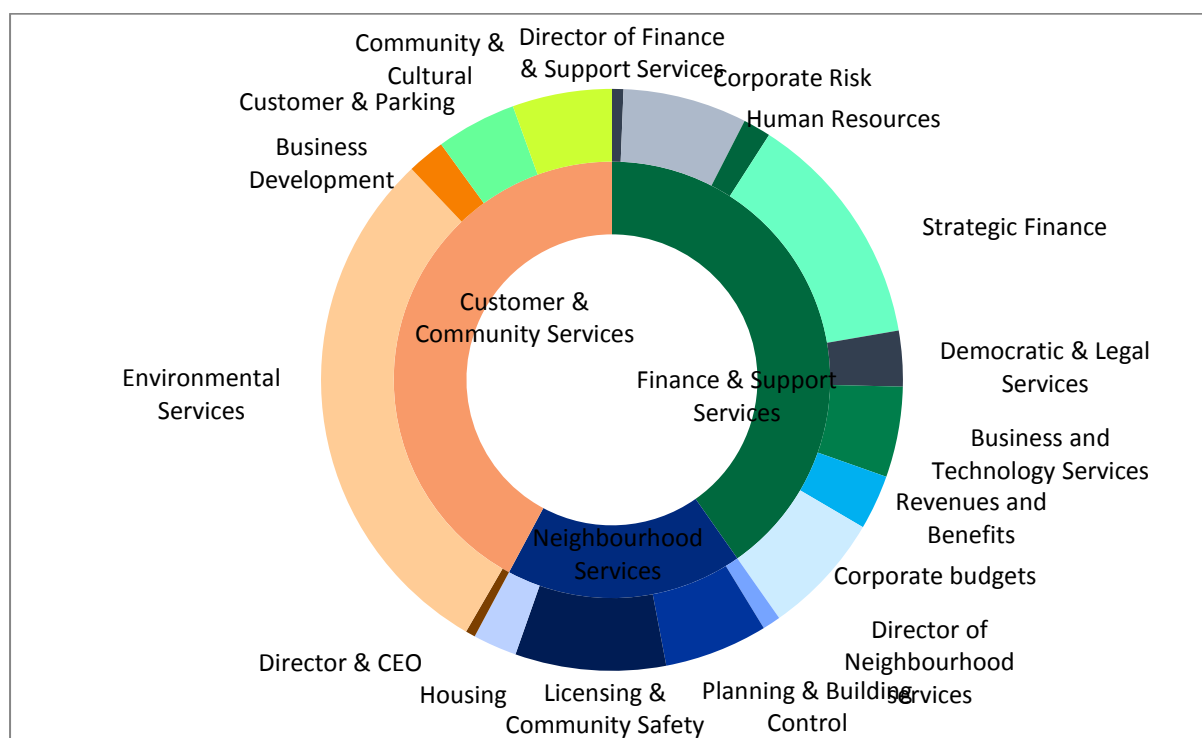 Community &
Cultural
Director of Finance
& Support Services
Corporate Risk
Customer & Parking
Human Resources
Business
Development
Strategic Finance
Customer &
Community Services
Democratic & Legal
Services
Environmental
Services
Finance & Support
Services
Business and
Technology Services
Revenues and
Benefits
Neighbourhood
Services
Corporate budgets
Director of
Neighbourhood
services
Director & CEO
Housing
Licensing &
Community Safety
Planning & Building
Control